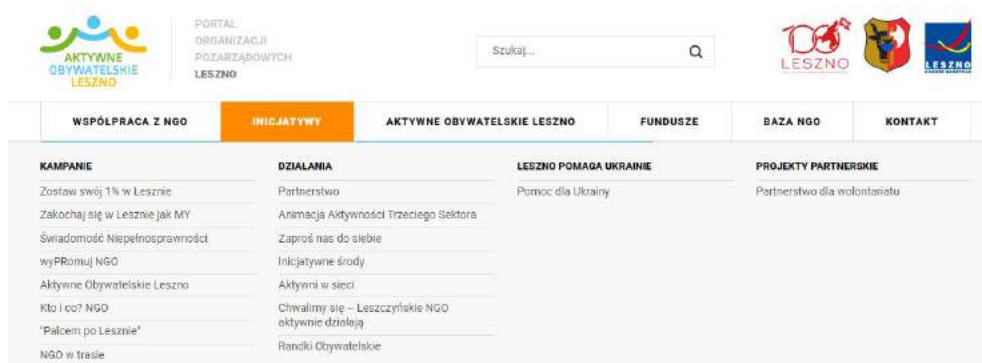 AKTYWNE
OBYWATELSKIE
LESZNO
PORTAL
ORGANIZACJI
POZARZĄDOWYCH
LESZNO
Szukaj...
100
LESZNO
LESZNO
WSPÓŁPRACA Z NGO
INICJATYWY
AKTYWNE OBYWATELSKIE LESZNO
FUNDUSZE
BAZA NGO
KONTAKT
KAMPANIE
Zostaw swój 1% w Lesznie
Zakochaj się w Lesznie jak MY
Świadomość Niepełnosprawności
wyPRomuj NGO
Aktywne Obywatelskie Leszno
Kto i co? NGO
"Palcem po Lesznie"
NGO w trasie
DZIAŁANIA
Partnerstwo
Animacja Aktywności Trzeciego Sektora
Zaproś nas do siebie
Inicjatywne środy
Aktywni w sieci
Chwalimy się – Leszczyńskie NGO
aktywnie działają
Randki Obywatelskie
LESZNO POMAGA UKRAINIE
Pomoc dla Ukrainy
PROJEKTY PARTNERSKIE
Partnerstwo dla wolontariatu